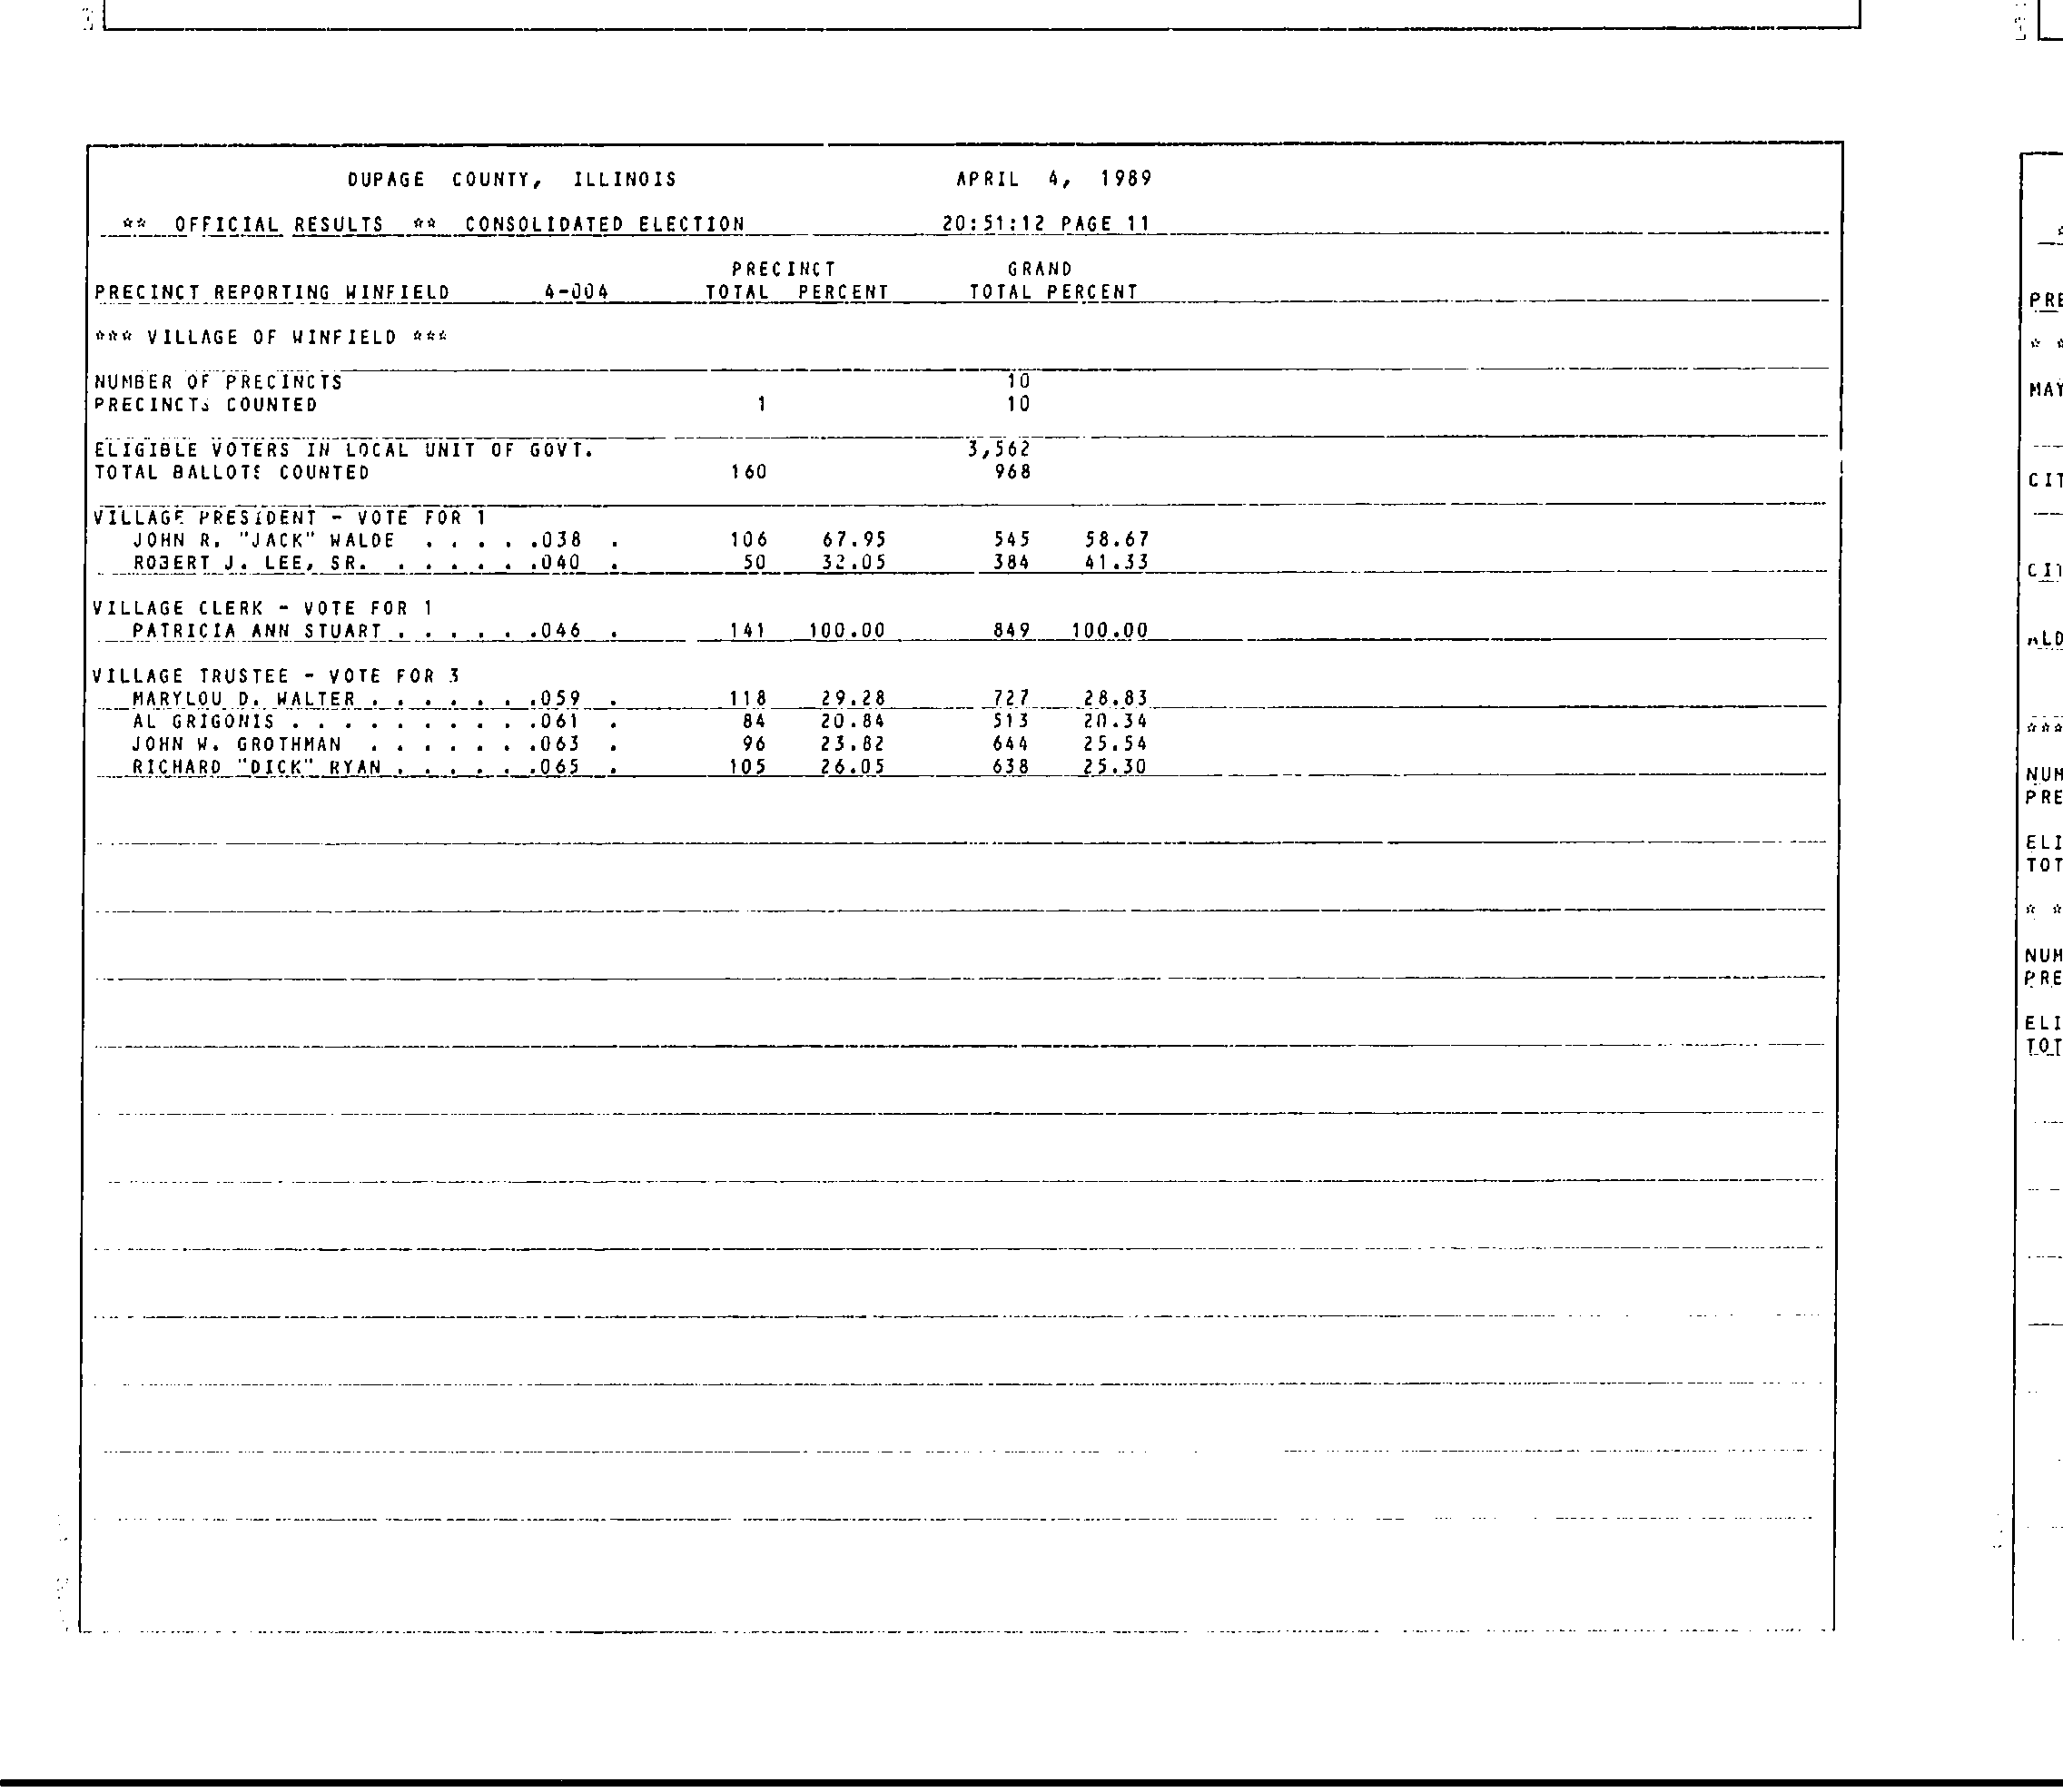 DUPAGE COUNTY, ILLINOIS APRIL 4, 1989
** OFFICIAL RESULTS ** CONSOLIDATED ELECTION 20:51:12 PAGE 11
PRECINCT GRAND
PRECINCT REPORTING WINFIELD 4-004 TOTAL PERCENT TOTAL PERCENT
*** VILLAGE OF WINFIELD ***
NUMBER OF PRECINCTS 10
PRECINCTS COUNTED 1 10
ELIGIBLE VOTERS IN LOCAL UNIT OF GOVT. 3,562
TOTAL BALLOTS COUNTED 160 968
VILLAGE PRESIDENT - VOTE FOR 1
JOHN R. "JACK" WALDE . . . . .038 . 106 67.95 545 58.67
ROBERT J. LEE, SR. . . . . . .040 . 50 32.05 384 41.33
VILLAGE CLERK - VOTE FOR 1
PATRICIA ANN STUART . . . . . .046 . 141 100.00 849 100.00
VILLAGE TRUSTEE - VOTE FOR 3
MARYLOU D. WALTER . . . . . . .059 . 118 29.28 727 28.83
AL GRIGONIS . . . . . . . . . .061 . 84 20.84 513 20.34
JOHN W. GROTHMAN . . . . . . .063 . 96 23.82 644 25.54
RICHARD "DICK" RYAN . . . . . .065 . 105 26.05 638 25.30
PRE
* *
MAY
CIT
CIT
ALD
***
NUM
PRE
ELI
TOT
* *
NUM
PRE
ELI
TOT